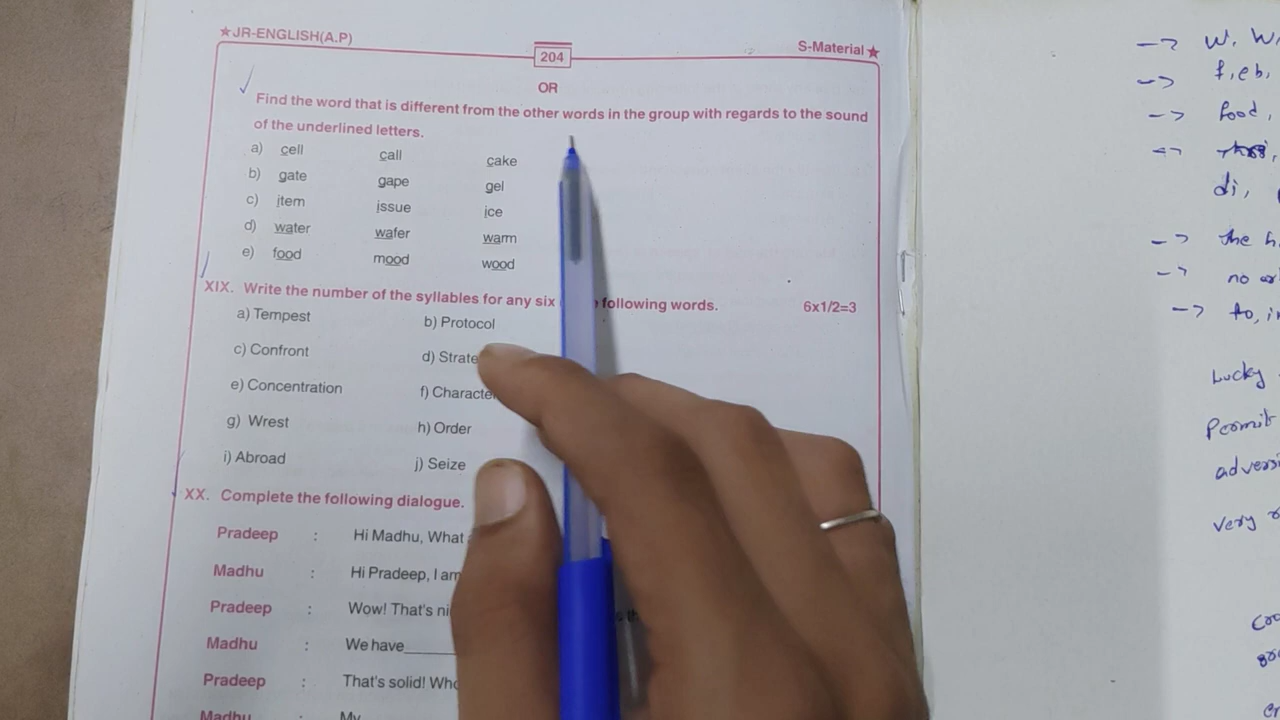 ★JR-ENGLISH(A.P)
204
S-Material★
OR
Find the word that is different from the other words in the group with regards to the sound
of the underlined letters.
a) cell call cake
b) gate gape gel
c) item issue ice
d) water wafer warm
e) food mood wood
XIX. Write the number of the syllables for any six following words. 6x1/2=3
a) Tempest b) Protocol
c) Confront d) Strate
e) Concentration f) Characte
g) Wrest h) Order
i) Abroad j) Seize
XX. Complete the following dialogue.
Pradeep : Hi Madhu, What
Madhu : Hi Pradeep, I am
Pradeep : Wow! That's ni
Madhu : We have______
Pradeep : That's solid! Who
Madhu : My
→ w, w,
→ f, eb,
→ food,
di,
→ the h
→ no
→ to, i
Lucky
Permit
advers
very